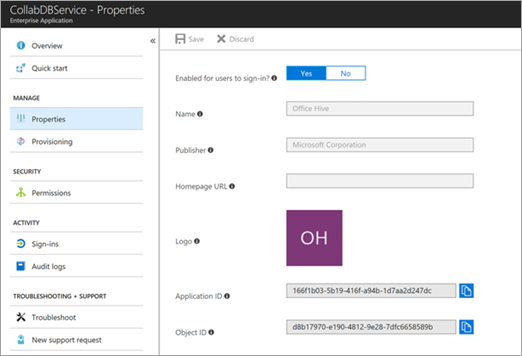 CollabDBService - Properties
Enterprise Application
«
Overview
Quick start
MANAGE
Properties
Provisioning
SECURITY
Permissions
ACTIVITY
Sign-ins
Audit logs
TROUBLESHOOTING + SUPPORT
Troubleshoot
New support request
Save Discard
Enabled for users to sign-in? Yes No
Name Office Hive
Publisher Microsoft Corporation
Homepage URL
Logo OH
Application ID 166f1b03-5b19-416f-a94b-1d7aa2d247dc
Object ID d8b17970-e190-4812-9e28-7dfc6658589b